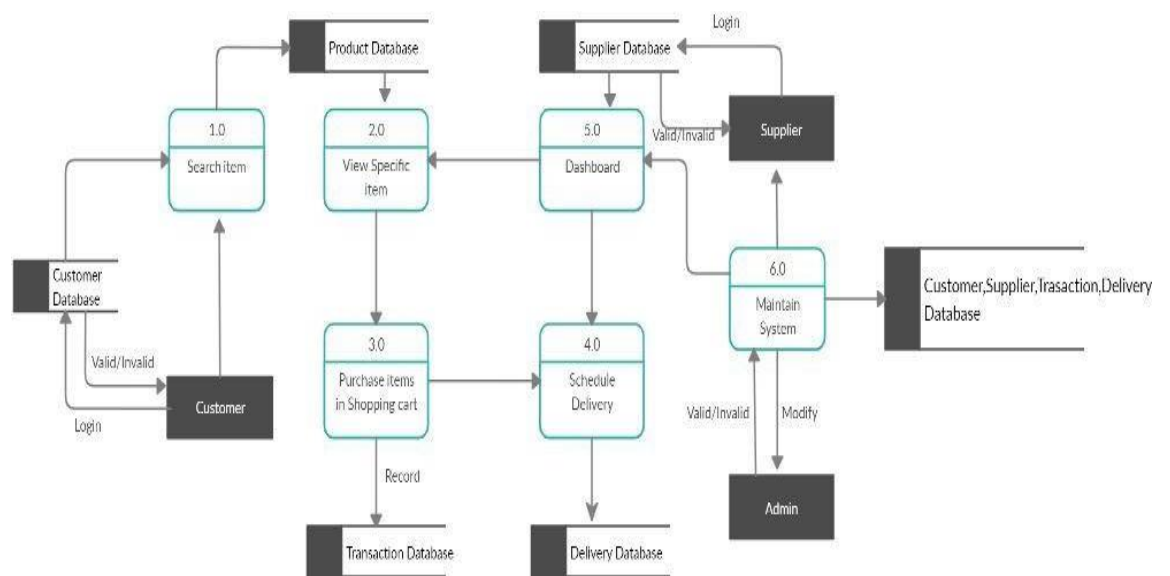 Login
Product Database
Supplier Database
1.0
Search item
2.0
View Specific
item
5.0
Dashboard
Valid/Invalid
Supplier
Customer
Database
6.0
Maintain
System
Customer,Supplier,Trasaction,Delivery
Database
Valid/Invalid
Login
Customer
3.0
Purchase items
in Shopping cart
4.0
Schedule
Delivery
Valid/Invalid
Modify
Record
Admin
Transaction Database
Delivery Database